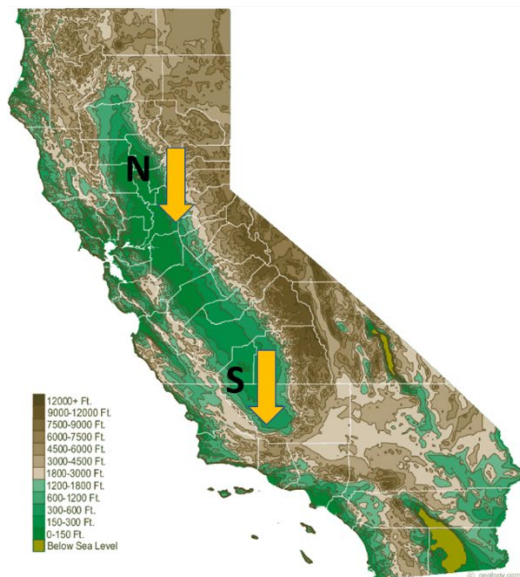 N
S
12000+ Ft.
9000-12000 Ft.
7500-9000 Ft.
6000-7500 Ft.
4500-6000 Ft.
3000-4500 Ft.
1800-3000 Ft.
1200-1800 Ft.
600-1200 Ft.
300-600 Ft.
150-300 Ft.
0-150 Ft.
Below Sea Level
© geology.com